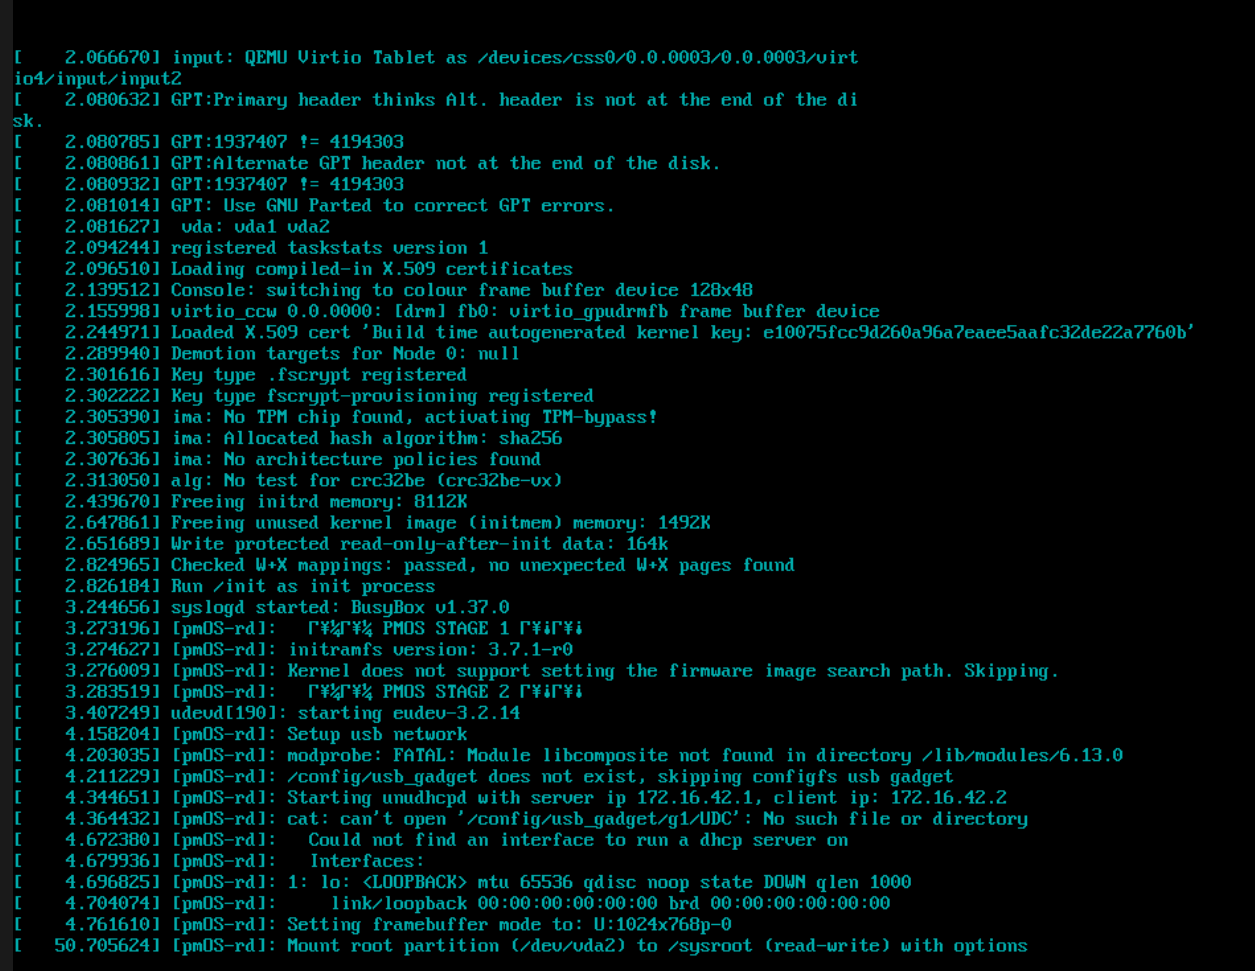 [    2.066670] input: QEMU Virtio Tablet as /devices/css0/0.0.0003/0.0.0003/virt
io4/input/input2
[    2.080632] GPT:Primary header thinks Alt. header is not at the end of the di
sk.
[    2.080785] GPT:1937407 != 4194303
[    2.080861] GPT:Alternate GPT header not at the end of the disk.
[    2.080932] GPT:1937407 != 4194303
[    2.081014] GPT: Use GNU Parted to correct GPT errors.
[    2.081627]  vda: vda1 vda2
[    2.094244] registered taskstats version 1
[    2.096510] Loading compiled-in X.509 certificates
[    2.139512] Console: switching to colour frame buffer device 128x48
[    2.155998] virtio_ccw 0.0.0000: [drm] fb0: virtio_gpudrmfb frame buffer device
[    2.244971] Loaded X.509 cert 'Build time autogenerated kernel key: e10075fcc9d260a96a7eaee5aafc32de22a7760b'
[    2.289940] Demotion targets for Node 0: null
[    2.301616] Key type .fscrypt registered
[    2.302222] Key type fscrypt-provisioning registered
[    2.305390] ima: No TPM chip found, activating TPM-bypass!
[    2.305805] ima: Allocated hash algorithm: sha256
[    2.307636] ima: No architecture policies found
[    2.313050] alg: No test for crc32be (crc32be-vx)
[    2.439670] Freeing initrd memory: 8112K
[    2.647861] Freeing unused kernel image (initmem) memory: 1492K
[    2.651689] Write protected read-only-after-init data: 164k
[    2.824965] Checked W+X mappings: passed, no unexpected W+X pages found
[    2.826184] Run /init as init process
[    3.244656] syslogd started: BusyBox v1.37.0
[    3.273196] [pmOS-rd]:   Γ¥¼Γ¥¼ PMOS STAGE 1 Γ¥¡Γ¥¡
[    3.274627] [pmOS-rd]: initramfs version: 3.7.1-r0
[    3.276009] [pmOS-rd]: Kernel does not support setting the firmware image search path. Skipping.
[    3.283519] [pmOS-rd]:   Γ¥¼Γ¥¼ PMOS STAGE 2 Γ¥¡Γ¥¡
[    3.407249] udevd[190]: starting eudev-3.2.14
[    4.158204] [pmOS-rd]: Setup usb network
[    4.203035] [pmOS-rd]: modprobe: FATAL: Module libcomposite not found in directory /lib/modules/6.13.0
[    4.211229] [pmOS-rd]: /config/usb_gadget does not exist, skipping configfs usb gadget
[    4.344651] [pmOS-rd]: Starting unudhcpd with server ip 172.16.42.1, client ip: 172.16.42.2
[    4.364432] [pmOS-rd]: cat: can't open '/config/usb_gadget/g1/UDC': No such file or directory
[    4.672380] [pmOS-rd]:   Could not find an interface to run a dhcp server on
[    4.679936] [pmOS-rd]:   Interfaces:
[    4.696825] [pmOS-rd]: 1: lo: <LOOPBACK> mtu 65536 qdisc noop state DOWN qlen 1000
[    4.704074] [pmOS-rd]:     link/loopback 00:00:00:00:00:00 brd 00:00:00:00:00:00
[    4.761610] [pmOS-rd]: Setting framebuffer mode to: U:1024x768p-0
[   50.705624] [pmOS-rd]: Mount root partition (/dev/vda2) to /sysroot (read-write) with options